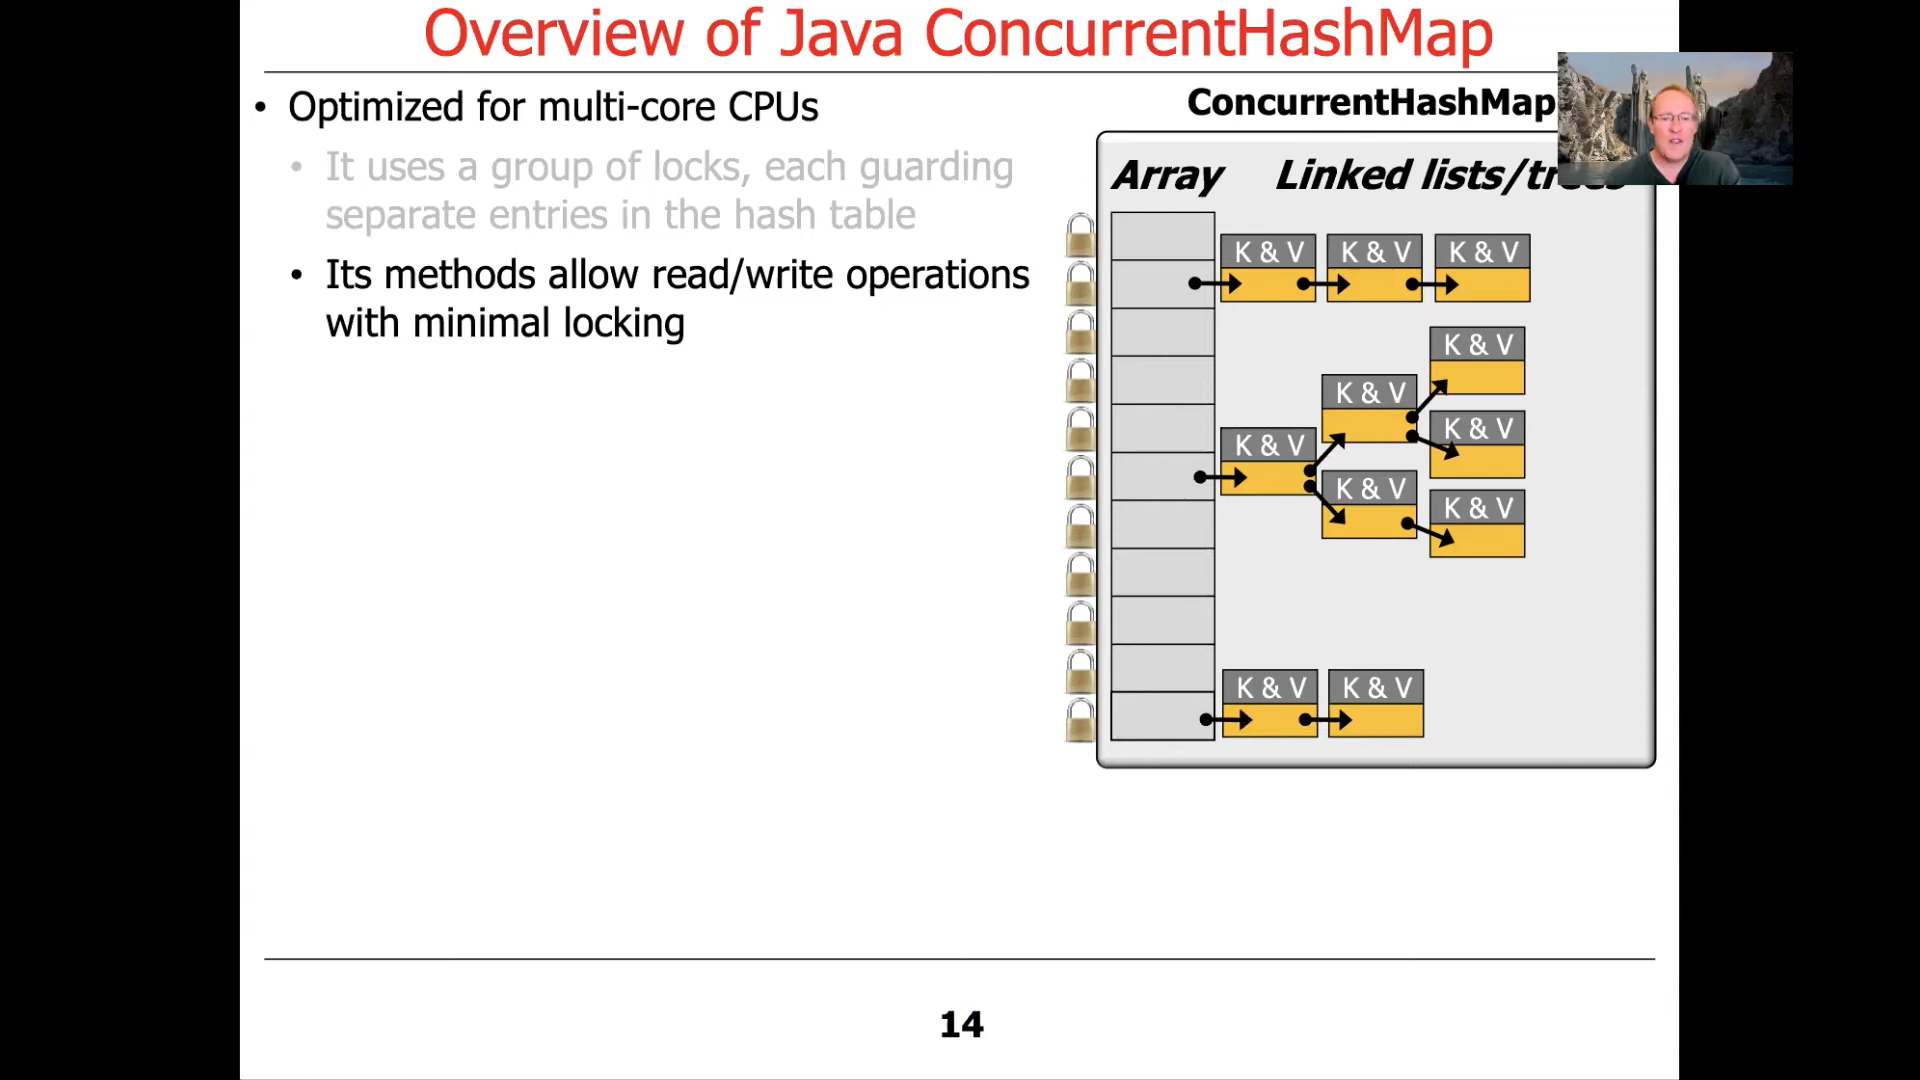 Overview of Java ConcurrentHashMap
• Optimized for multi-core CPUs
• It uses a group of locks, each guarding
separate entries in the hash table
• Its methods allow read/write operations
with minimal locking
ConcurrentHashMap
Array Linked lists/trees
K & V K & V K & V
K & V
K & V
K & V
K & V
K & V
K & V
K & V K & V
14